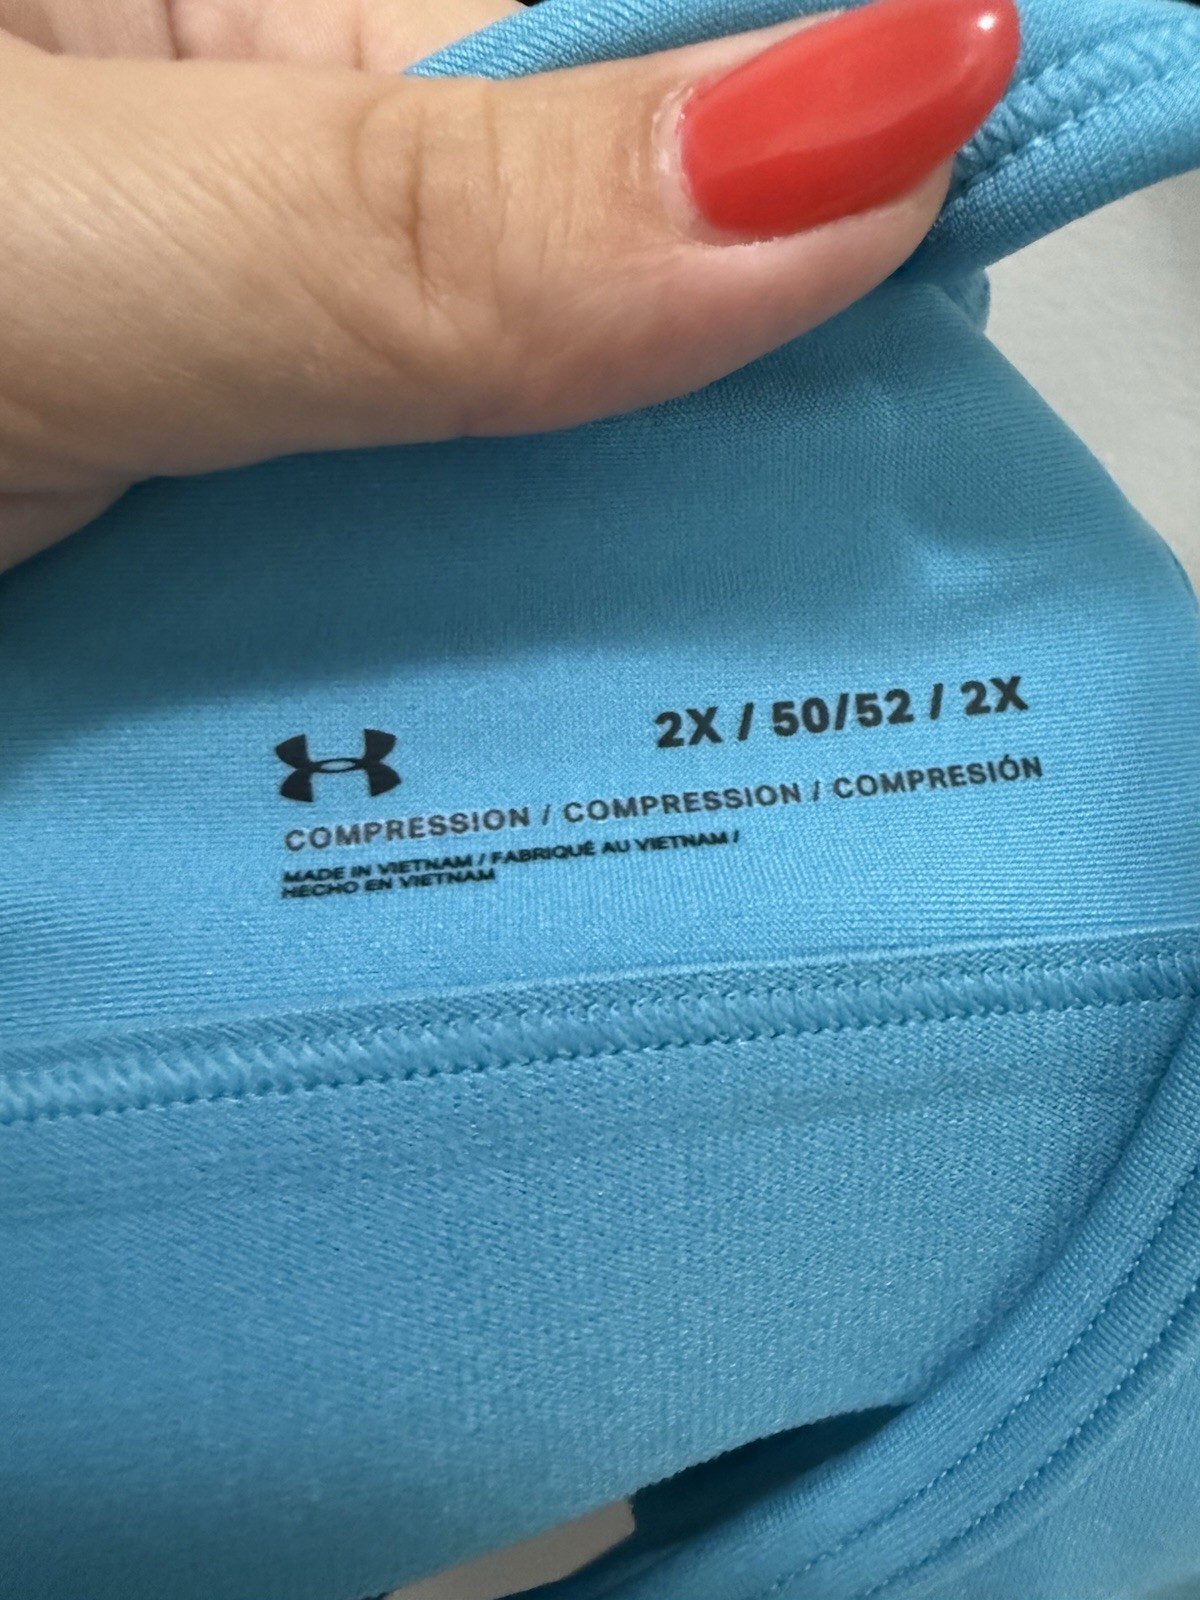 2X / 50/52 / 2X
COMPRESSION / COMPRESSION / COMPRESIÓN
MADE IN VIETNAM / FABRIQUÉ AU VIETNAM /
HECHO EN VIETNAM